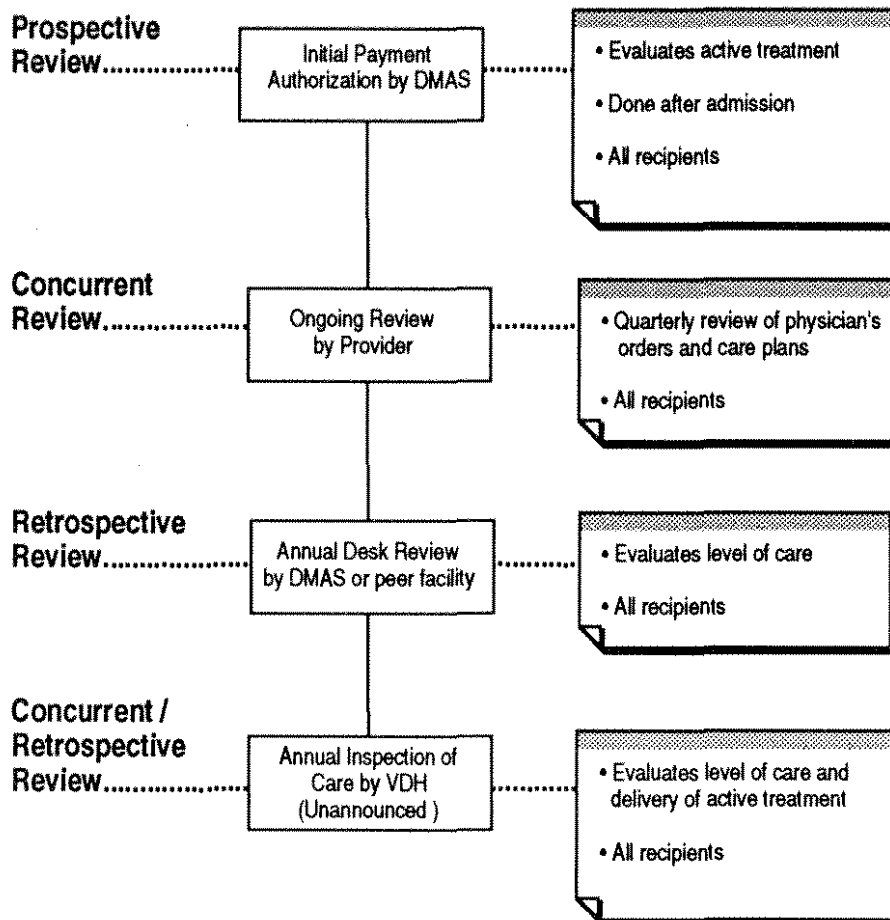 Prospective
Review
Initial Payment
Authorization by DMAS
• Evaluates active treatment
• Done after admission
• All recipients
Concurrent
Review
Ongoing Review
by Provider
• Quarterly review of physician's
orders and care plans
• All recipients
Retrospective
Review
Annual Desk Review
by DMAS or peer facility
• Evaluates level of care
• All recipients
Concurrent /
Retrospective
Review
Annual Inspection of
Care by VDH
(Unannounced )
• Evaluates level of care and
delivery of active treatment
• All recipients